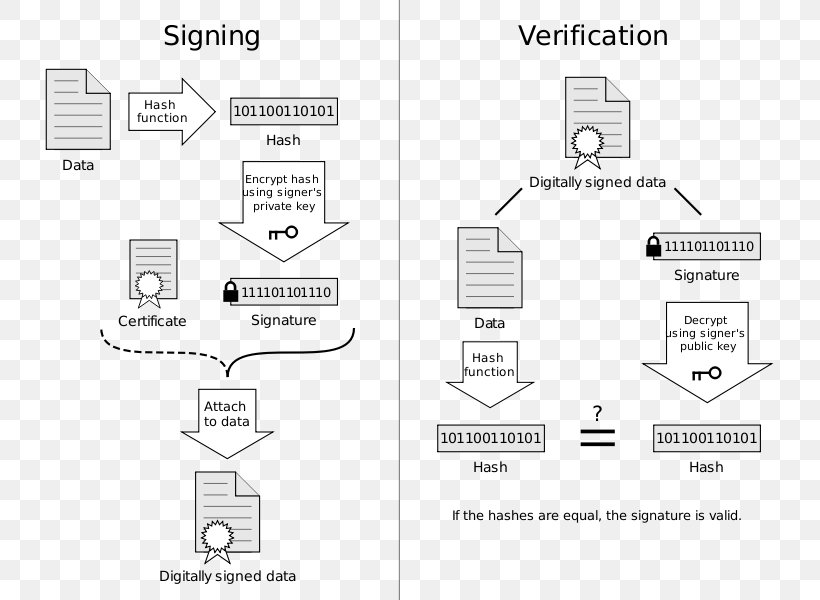 Signing
Hash
function
101100110101
Hash
Data
Encrypt hash
using signer's
private key
111101101110
Certificate
Signature
Attach
to data
Digitally signed data
Verification
Digitally signed data
111101101110
Signature
Data
Decrypt
using signer's
public key
Hash
function
?
101100110101
101100110101
Hash
Hash
If the hashes are equal, the signature is valid.